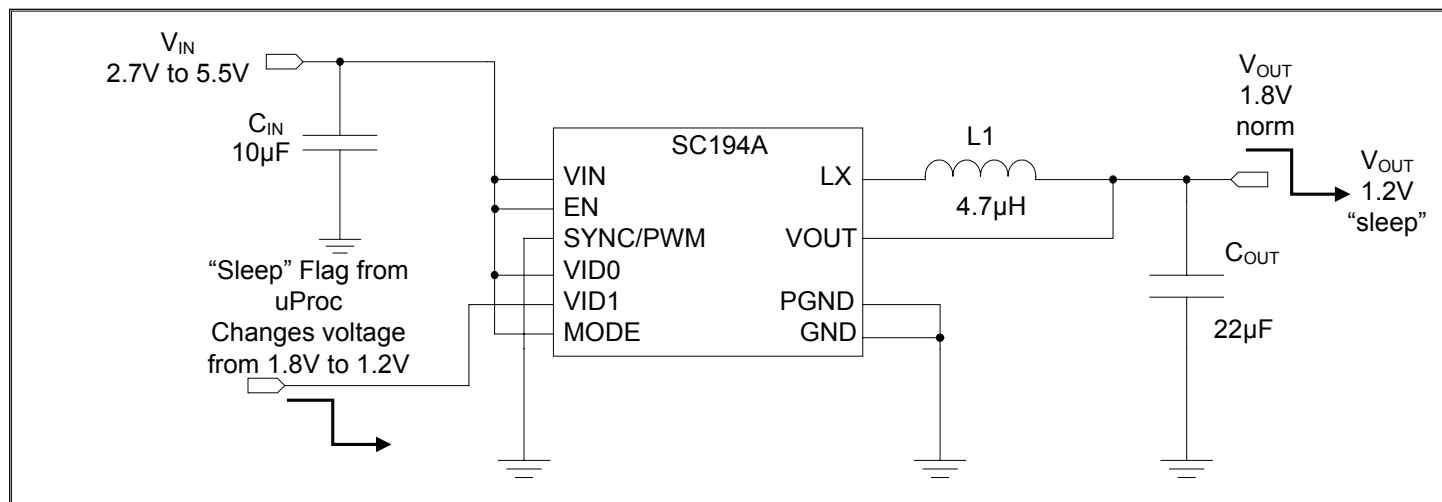 VIN
2.7V to 5.5V
CIN
10µF
"Sleep" Flag from
uProc
Changes voltage
from 1.8V to 1.2V
SC194A
VIN
EN
SYNC/PWM
VID0
VID1
MODE
LX
VOUT
PGND
GND
L1
4.7µH
VOUT
1.8V
norm
VOUT
1.2V
“sleep”
COUT
22µF